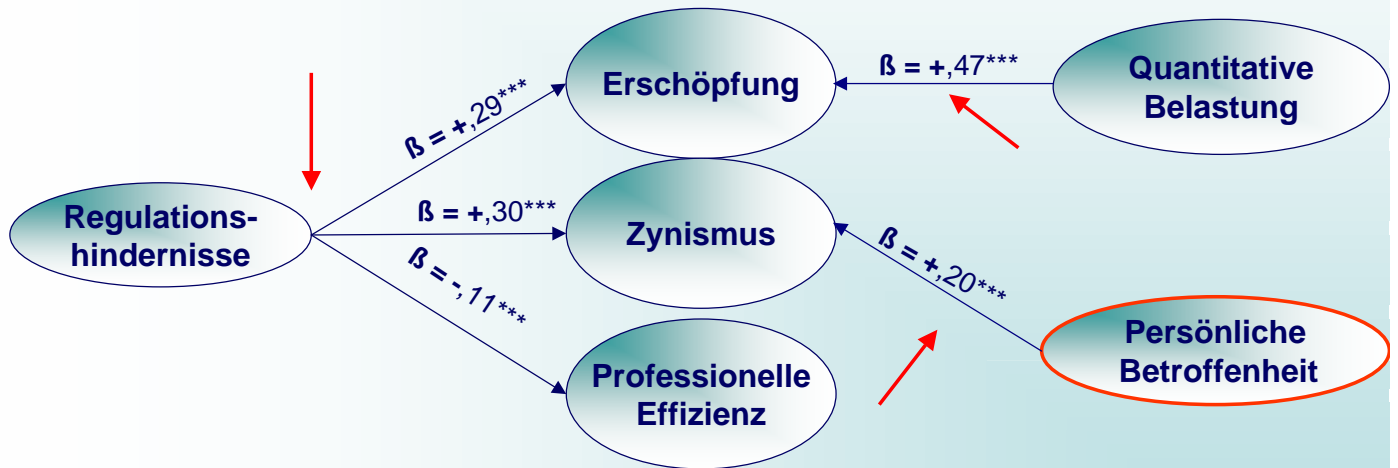 Erschöpfung
ß = +,47***
Quantitative
Belastung
ß = +,29***
Regulations-
hindernisse
ß = +,30***
Zynismus
ß = +,20***
ß = -,11***
Professionelle
Effizienz
Persönliche
Betroffenheit